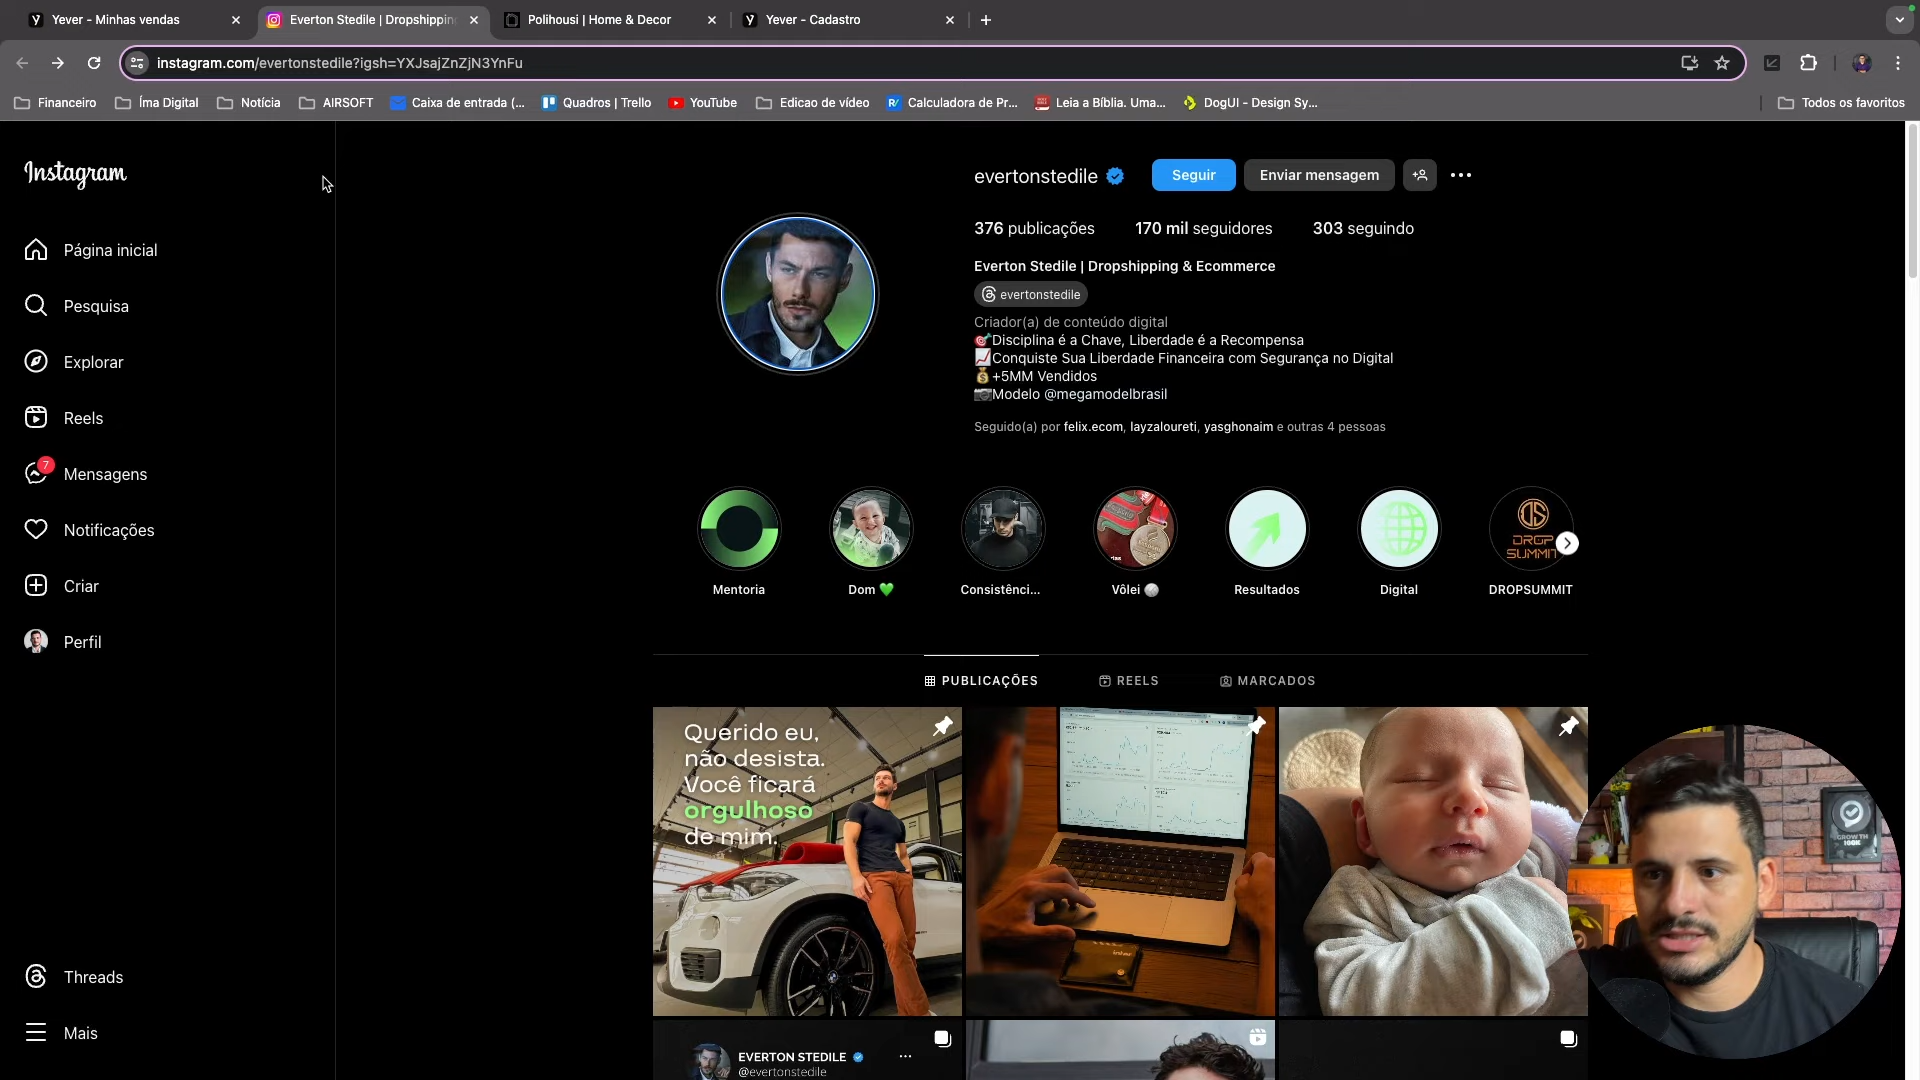 Yever - Minhas vendas
Everton Stedile | Dropshippin
Polihousi | Home & Decor
Yever - Cadastro
instagram.com/evertonstedile?igsh=YXJsajZnZjN3YnFu
Financeiro
Íma Digital
Notícia
AIRSOFT
Caixa de entrada (...
Quadros | Trello
YouTube
Edicao de vídeo
R/
Calculadora de Pr...
Leia a Bíblia. Uma...
DogUI - Design Sy...
Todos os favoritos
Instagram
Página inicial
Pesquisa
Explorar
Reels
7
Mensagens
Notificações
Criar
Perfil
Threads
Mais
evertonstedile
Seguir
Enviar mensagem
376 publicações
170 mil seguidores
303 seguindo
Everton Stedile | Dropshipping & Ecommerce
evertonstedile
Criador(a) de conteúdo digital
🎯Disciplina é a Chave, Liberdade é a Recompensa
📈Conquiste Sua Liberdade Financeira com Segurança no Digital
💰+5MM Vendidos
📷Modelo @megamodelbrasil
Seguido(a) por felix.ecom, layzaloureti, yasghonaim e outras 4 pessoas
DROP
SUMMIT
Mentoria
Dom 💚
Consistênci...
Vôlei 🏐
Resultados
Digital
DROPSUMMIT
PUBLICAÇÕES
REELS
MARCADOS
Querido eu,
não desista.
Você ficará
orgulhoso
de mim.
inter
GROWTH
100K
EVERTON STEDILE
@evertonstedile